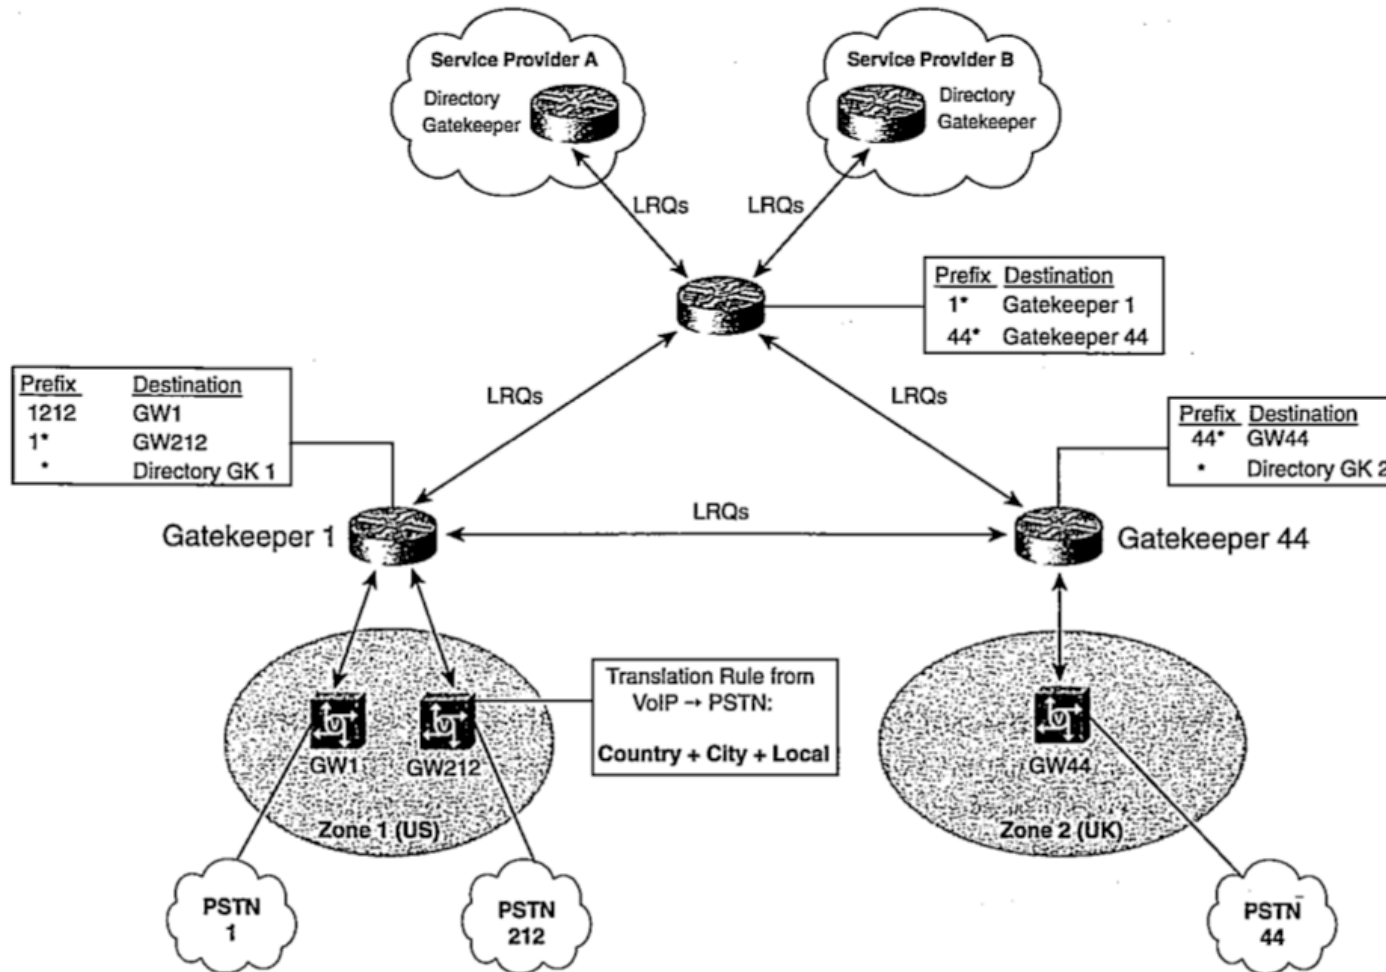 Service Provider A
Directory
Gatekeeper
Service Provider B
Directory
Gatekeeper
LRQs
LRQs
Prefix Destination
1* Gatekeeper 1
44* Gatekeeper 44
LRQs
LRQs
Prefix Destination
1212 GW1
1* GW212
* Directory GK 1
Prefix Destination
44* GW44
* Directory GK 2
LRQs
Gatekeeper 1
Gatekeeper 44
Translation Rule from
VoIP → PSTN:
Country + City + Local
V
V
V
GW1
GW212
GW44
Zone 1 (US)
Zone 2 (UK)
PSTN
1
PSTN
212
PSTN
44